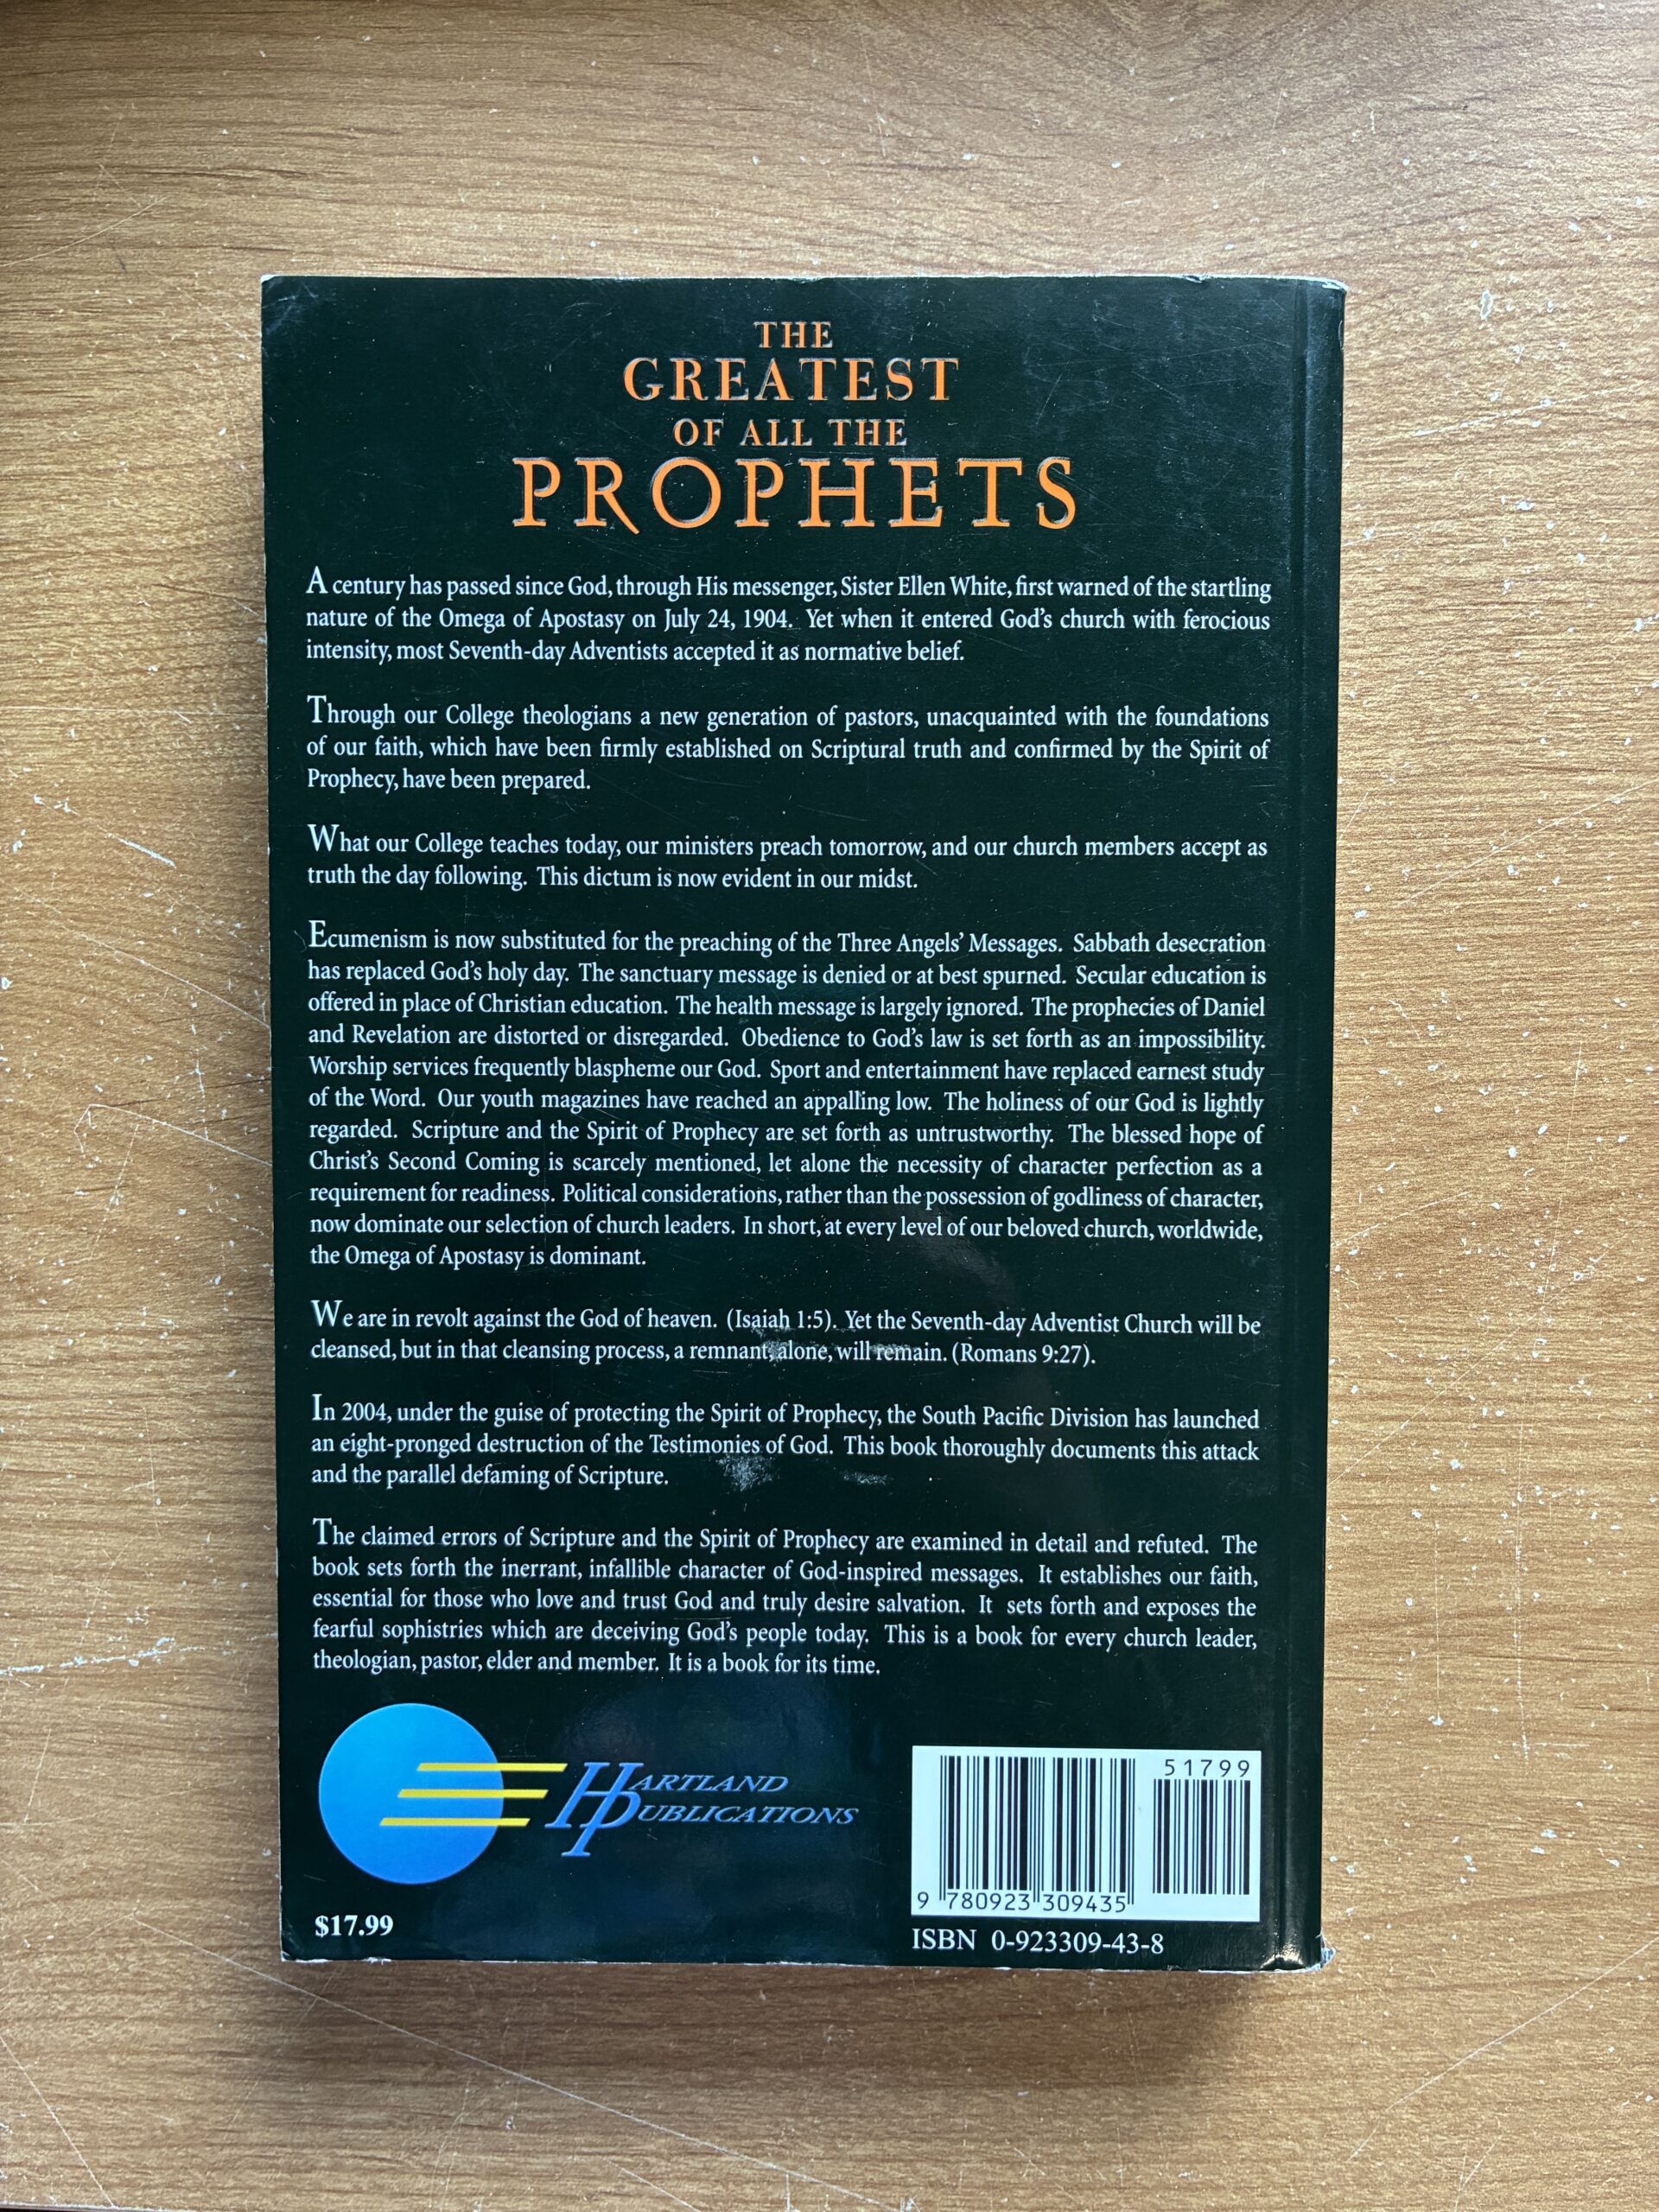 THE
GREATEST
OF ALL THE
PROPHETS
A century has passed since God, through His messenger, Sister Ellen White, first warned of the startling
nature of the Omega of Apostasy on July 24, 1904. Yet when it entered God's church with ferocious
intensity, most Seventh-day Adventists accepted it as normative belief.
Through our College theologians a new generation of pastors, unacquainted with the foundations
of our faith, which have been firmly established on Scriptural truth and confirmed by the Spirit of
Prophecy, have been prepared.
What our College teaches today, our ministers preach tomorrow, and our church members accept as
truth the day following. This dictum is now evident in our midst.
Ecumenism is now substituted for the preaching of the Three Angels' Messages. Sabbath desecration
has replaced God's holy day. The sanctuary message is denied or at best spurned. Secular education is
offered in place of Christian education. The health message is largely ignored. The prophecies of Daniel
and Revelation are distorted or disregarded. Obedience to God's law is set forth as an impossibility.
Worship services frequently blaspheme our God. Sport and entertainment have replaced earnest study
of the Word. Our youth magazines have reached an appalling low. The holiness of our God is lightly
regarded. Scripture and the Spirit of Prophecy are set forth as untrustworthy. The blessed hope of
Christ's Second Coming is scarcely mentioned, let alone the necessity of character perfection as a
requirement for readiness. Political considerations, rather than the possession of godliness of character,
now dominate our selection of church leaders. In short, at every level of our beloved church, worldwide,
the Omega of Apostasy is dominant.
We are in revolt against the God of heaven. (Isaiah 1:5). Yet the Seventh-day Adventist Church will be
cleansed, but in that cleansing process, a remnant, alone, will remain. (Romans 9:27).
In 2004, under the guise of protecting the Spirit of Prophecy, the South Pacific Division has launched
an eight-pronged destruction of the Testimonies of God. This book thoroughly documents this attack
and the parallel defaming of Scripture.
The claimed errors of Scripture and the Spirit of Prophecy are examined in detail and refuted. The
book sets forth the inerrant, infallible character of God-inspired messages. It establishes our faith,
essential for those who love and trust God and truly desire salvation. It sets forth and exposes the
fearful sophistries which are deceiving God's people today. This is a book for every church leader,
theologian, pastor, elder and member. It is a book for its time.
HARTLAND
PUBLICATIONS
$17.99
51799
9 780923 309435
ISBN 0-923309-43-8